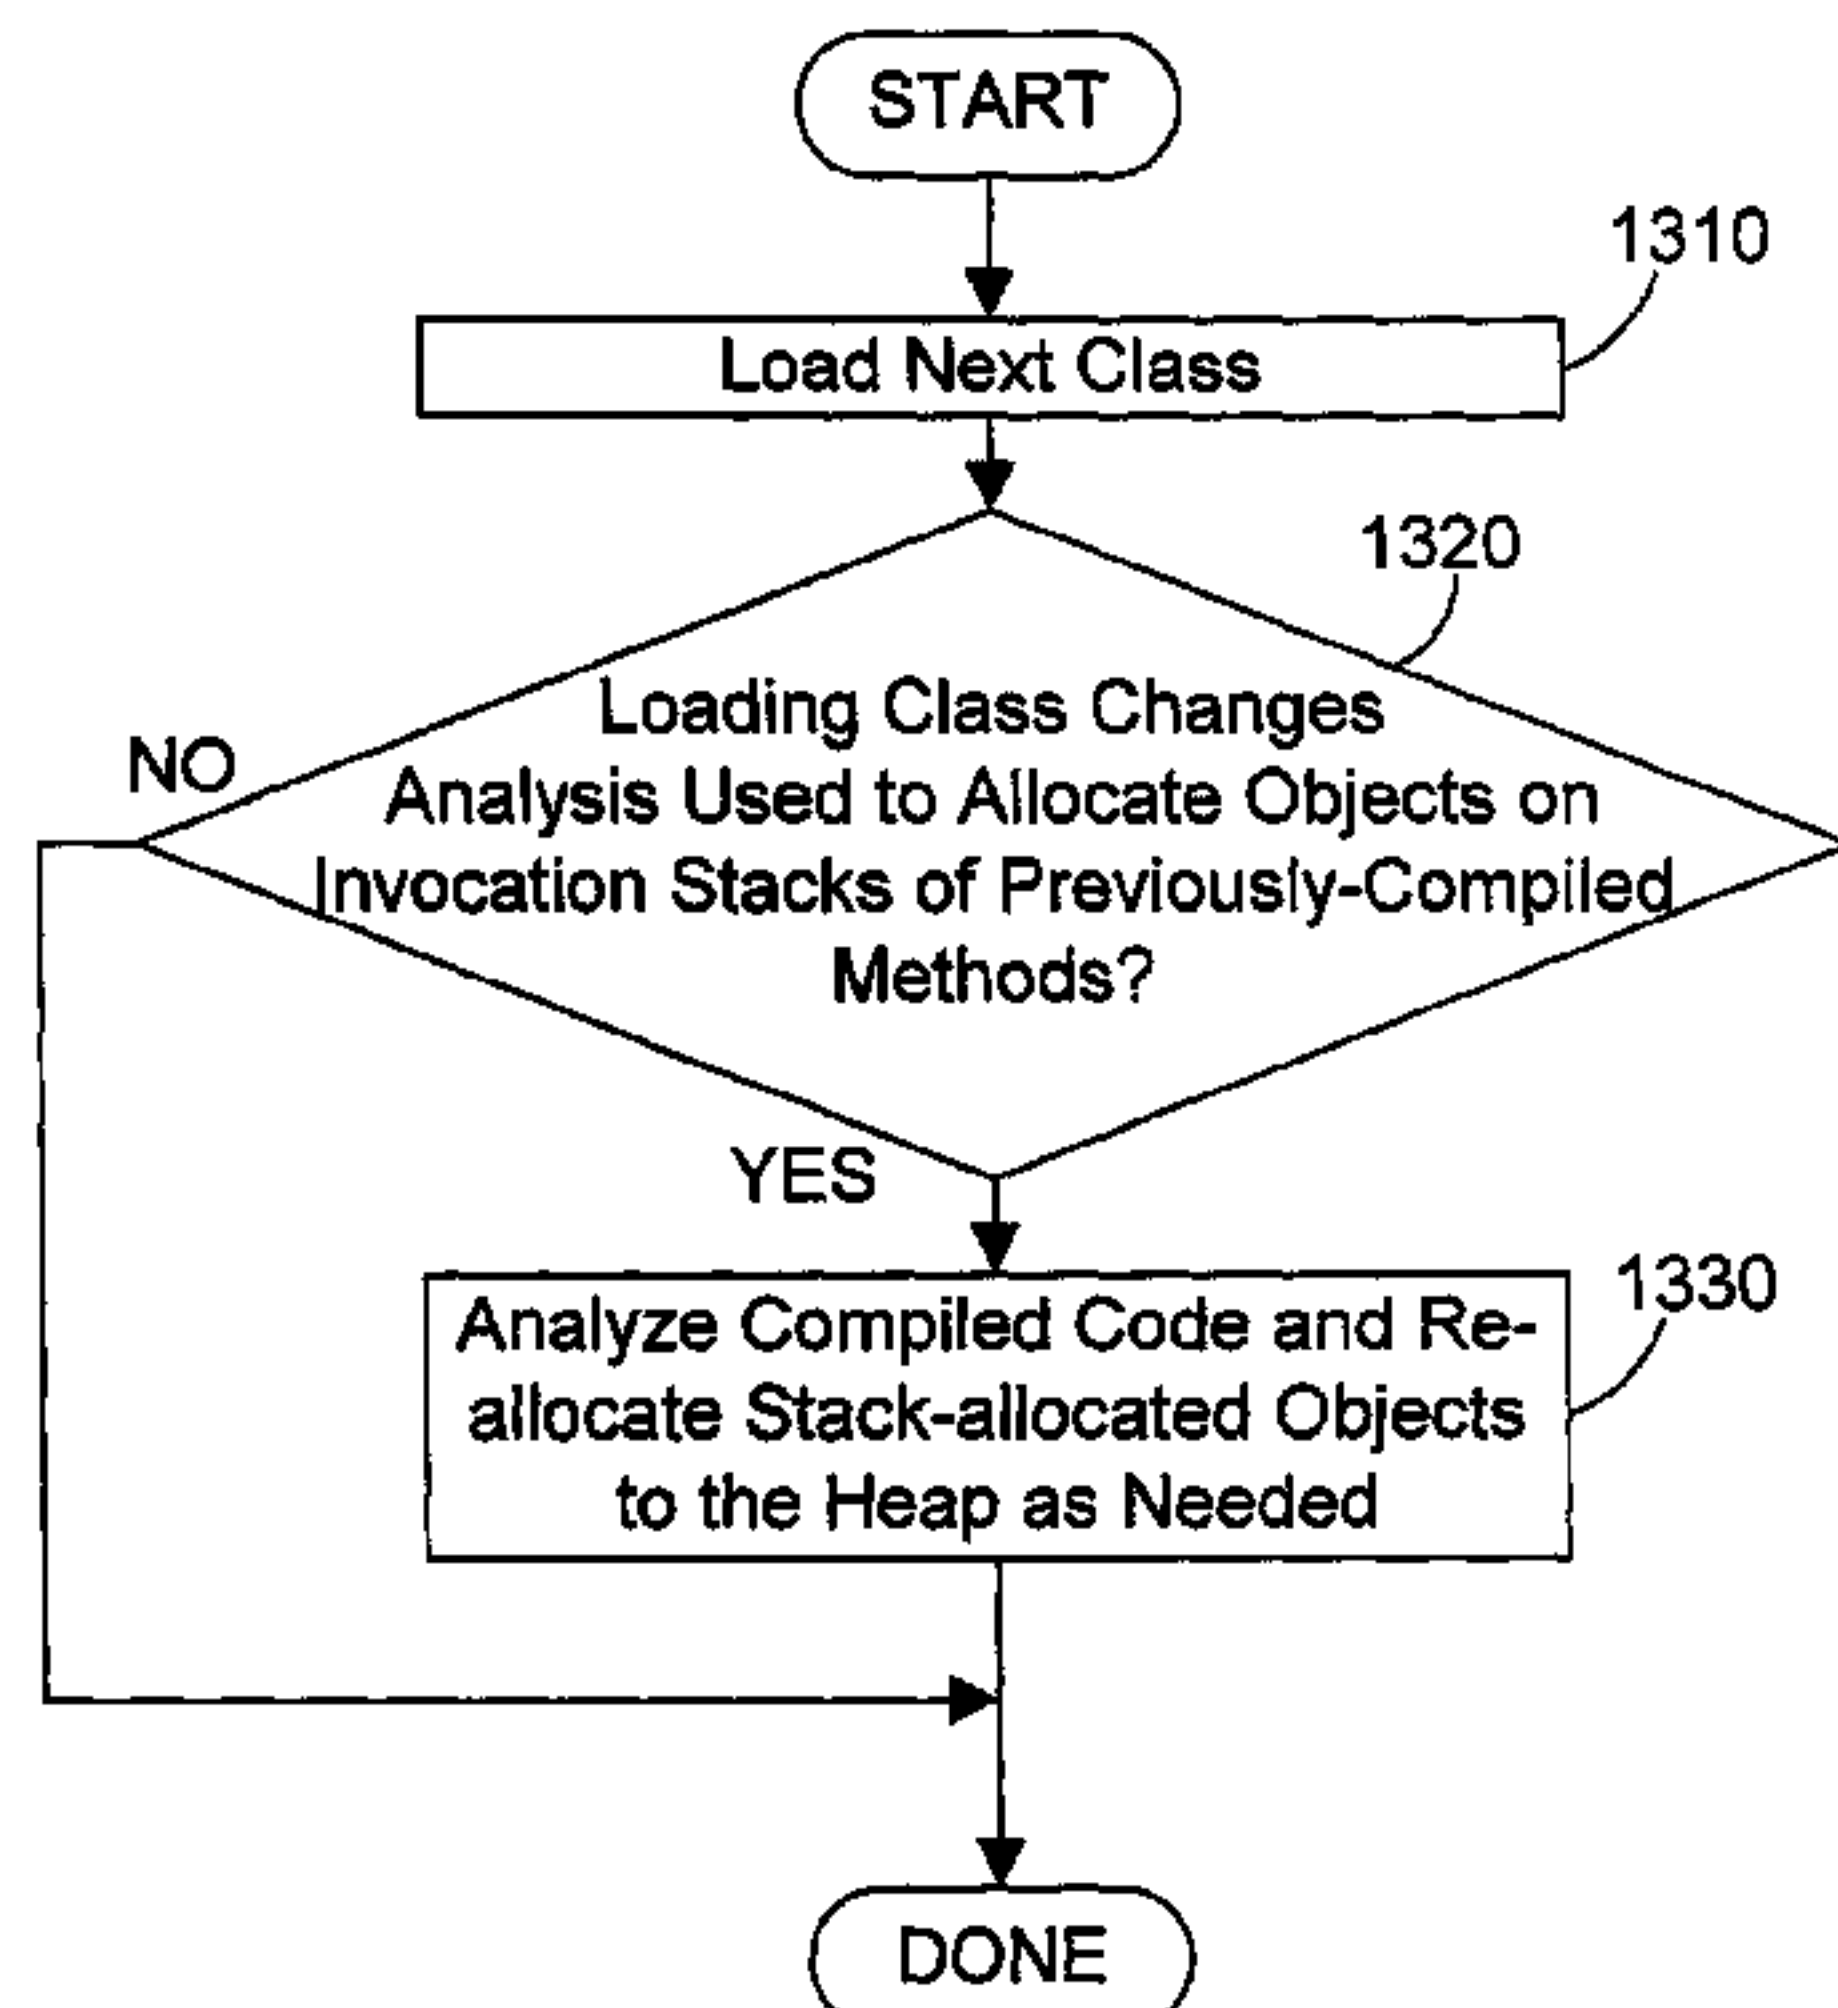 START
1310
Load Next Class
1320
Loading Class Changes
Analysis Used to Allocate Objects on
Invocation Stacks of Previously-Compiled
Methods?
NO
YES
1330
Analyze Compiled Code and Re-
allocate Stack-allocated Objects
to the Heap as Needed
DONE